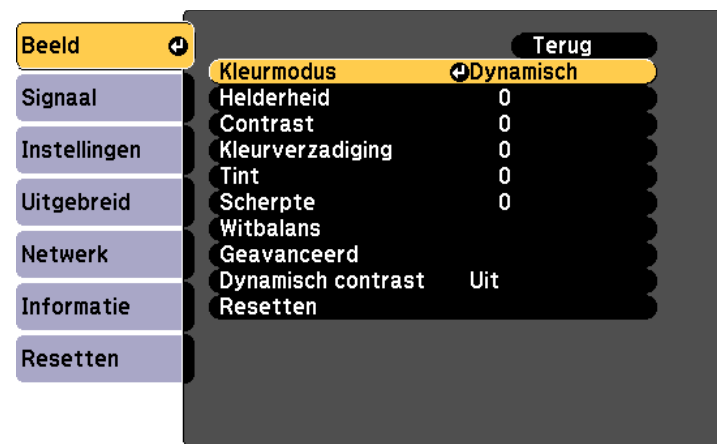 Beeld
Signaal
Instellingen
Uitgebreid
Netwerk
Informatie
Resetten
Terug
Kleurmodus Dynamisch
Helderheid 0
Contrast 0
Kleurverzadiging 0
Tint 0
Scherpte 0
Witbalans
Geavanceerd
Dynamisch contrast Uit
Resetten